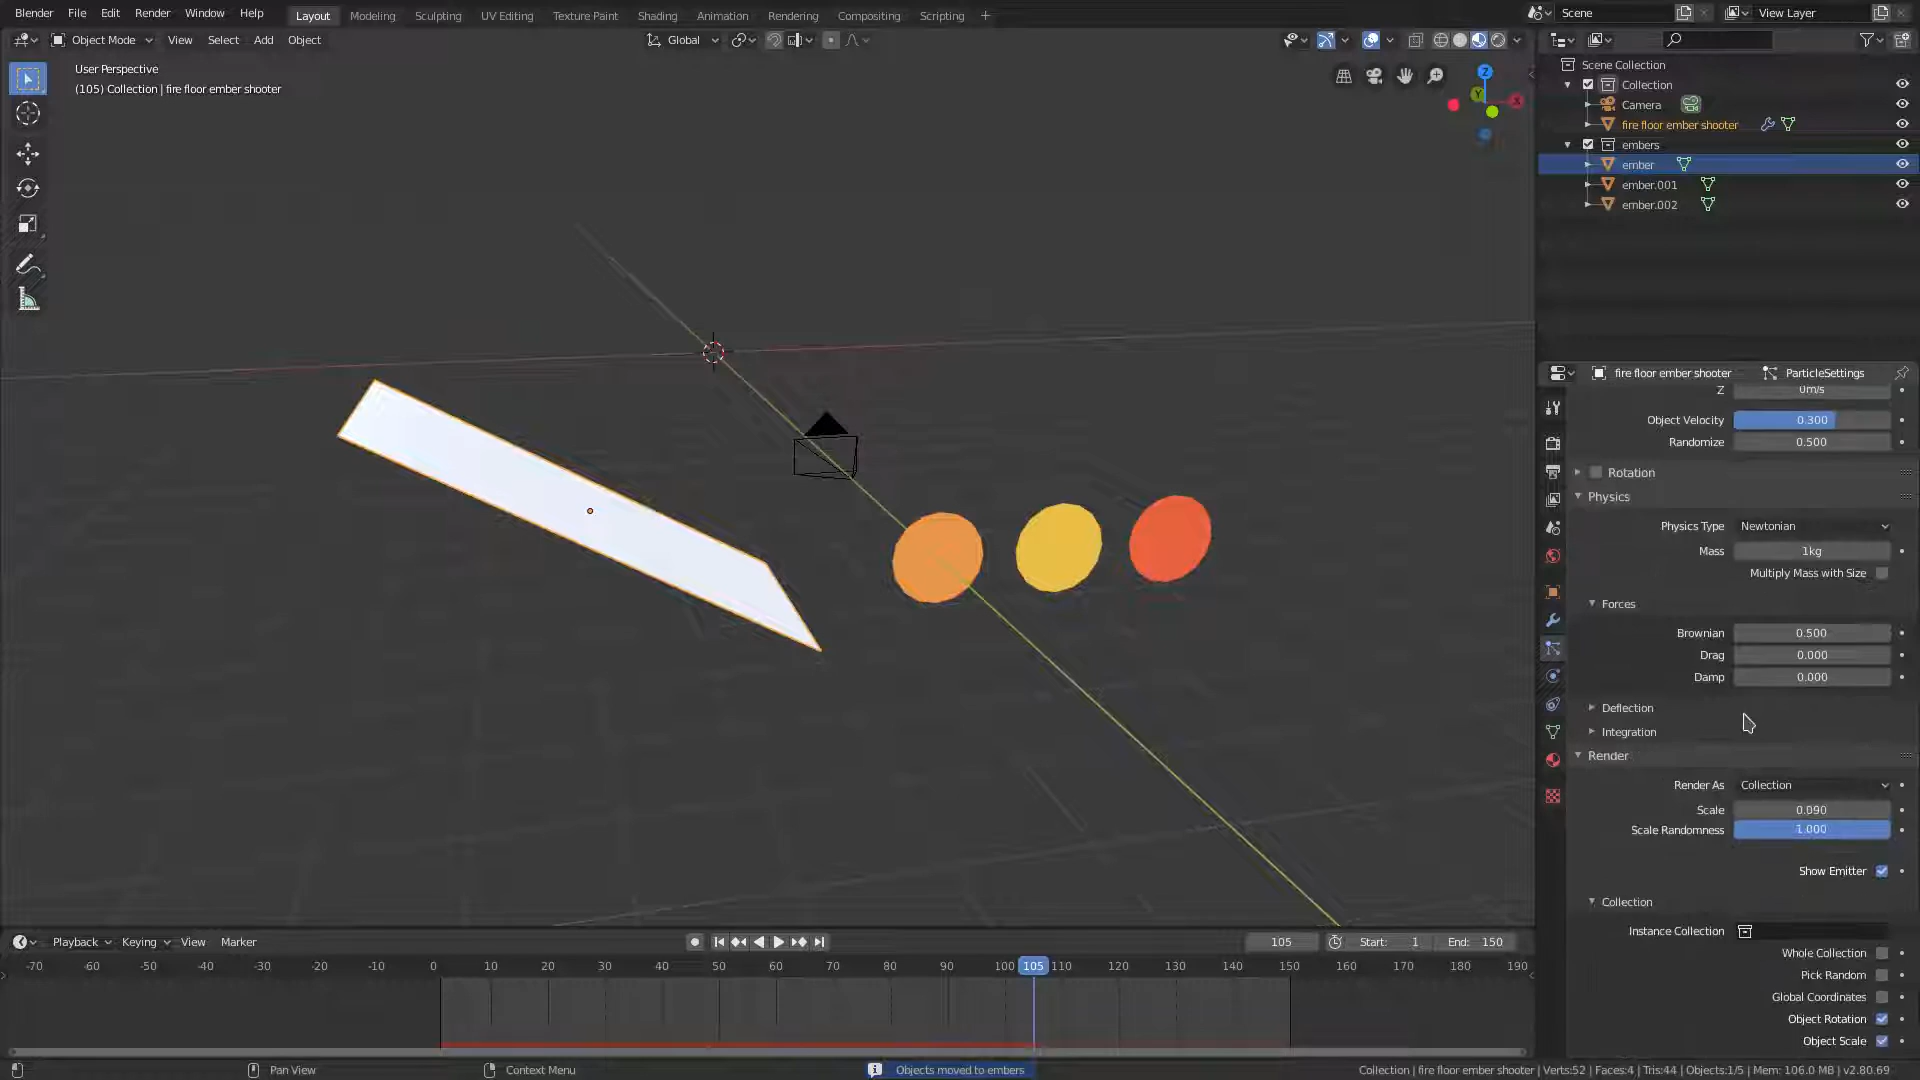 Blender File Edit Render Window Help Layout Modeling Sculpting UV Editing Texture Paint Shading Animation Rendering Compositing Scripting + Scene View Layer
Object Mode View Select Add Object Global
User Perspective
(105) Collection | fire floor ember shooter
Z
Y
X
Scene Collection
Collection
Camera
fire floor ember shooter
embers
ember
ember.001
ember.002
fire floor ember shooter ParticleSettings
Z 0m/s
Object Velocity 0.300
Randomize 0.500
Rotation
Physics
Physics Type Newtonian
Mass 1kg
Multiply Mass with Size
Forces
Brownian 0.500
Drag 0.000
Damp 0.000
Deflection
Integration
Render
Render As Collection
Scale 0.090
Scale Randomness 1.000
Show Emitter
Collection
Instance Collection
Whole Collection
Pick Random
Global Coordinates
Object Rotation
Object Scale
Playback Keying View Marker 105 Start: 1 End: 150
-70 -60 -50 -40 -30 -20 -10 0 10 20 30 40 50 60 70 80 90 100 105 110 120 130 140 150 160 170 180 190
Pan View Context Menu Objects moved to embers Collection | fire floor ember shooter | Verts:52 | Faces:4 | Tris:44 | Objects:1/5 | Mem: 106.0 MB | v2.80.69